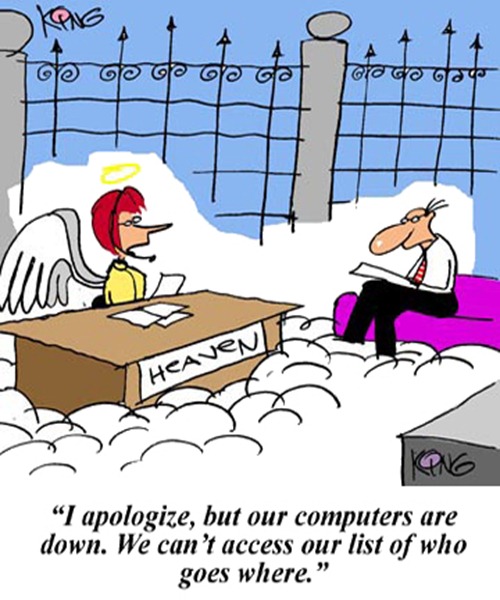 KING
HEAVEN
KING
“I apologize, but our computers are
down. We can’t access our list of who
goes where.”